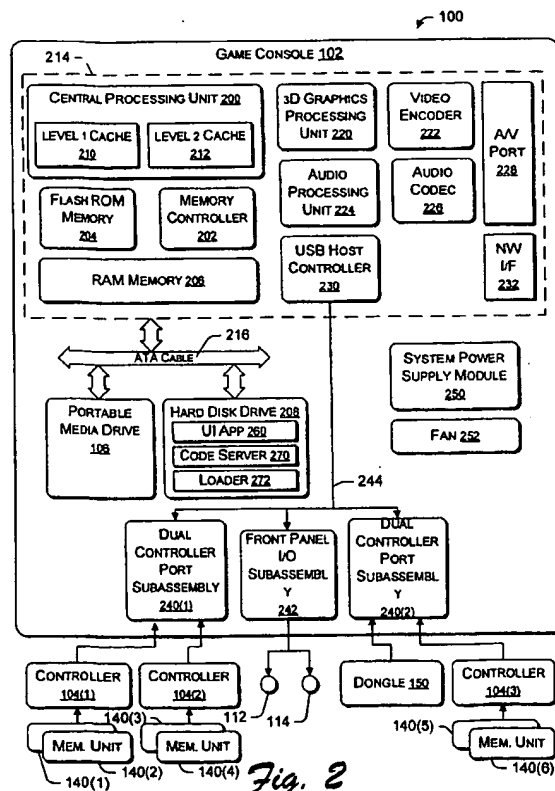 100
214
GAME CONSOLE 102
CENTRAL PROCESSING UNIT 200
LEVEL 1 CACHE
210
LEVEL 2 CACHE
212
3D GRAPHICS
PROCESSING
UNIT 220
VIDEO
ENCODER
222
A/V
PORT
228
FLASH ROM
MEMORY
204
MEMORY
CONTROLLER
202
AUDIO
PROCESSING
UNIT 224
AUDIO
CODEC
226
RAM MEMORY 206
USB HOST
CONTROLLER
230
NW
I/F
232
216
ATA CABLE
PORTABLE
MEDIA DRIVE
106
HARD DISK DRIVE 208
UI APP 260
CODE SERVER 270
LOADER 272
SYSTEM POWER
SUPPLY MODULE
250
FAN 252
244
DUAL
CONTROLLER
PORT
SUBASSEMBLY
240(1)
FRONT PANEL
I/O
SUBASSEMBL
Y
242
DUAL
CONTROLLER
PORT
SUBASSEMBL
Y
240(2)
CONTROLLER
104(1)
CONTROLLER
104(2)
112
114
DONGLE 150
CONTROLLER
104(3)
140(3)
140(5)
MEM. UNIT
MEM. UNIT
MEM. UNIT
140(2)
140(4)
140(6)
140(1)
Fig. 2